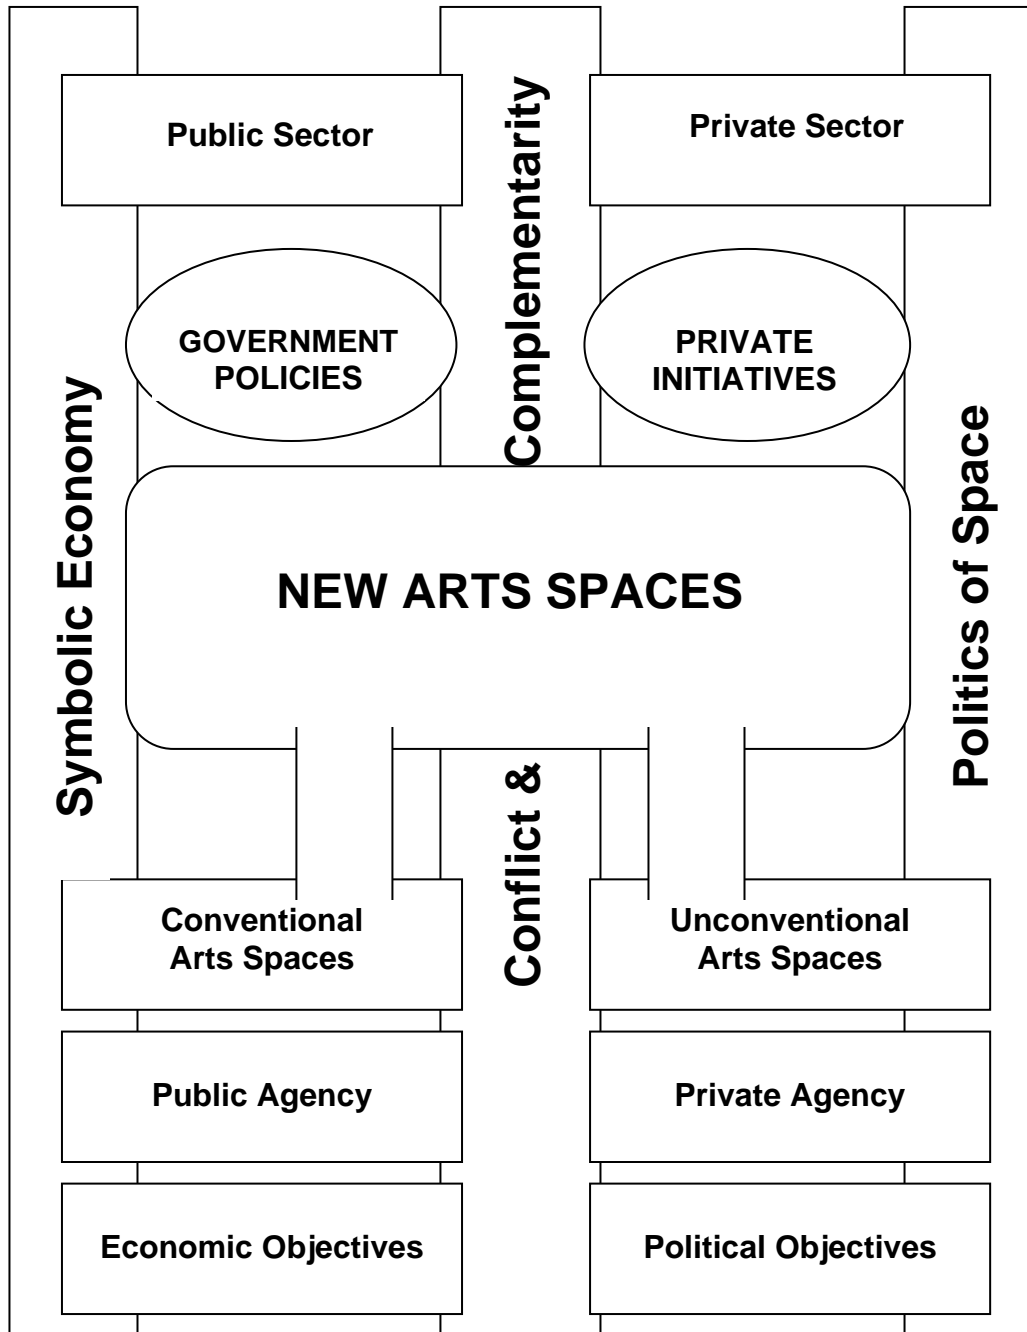 Public Sector
Private Sector
GOVERNMENT
POLICIES
PRIVATE
INITIATIVES
NEW ARTS SPACES
Symbolic Economy
Conflict & Complementarity
Politics of Space
Conventional
Arts Spaces
Unconventional
Arts Spaces
Public Agency
Private Agency
Economic Objectives
Political Objectives